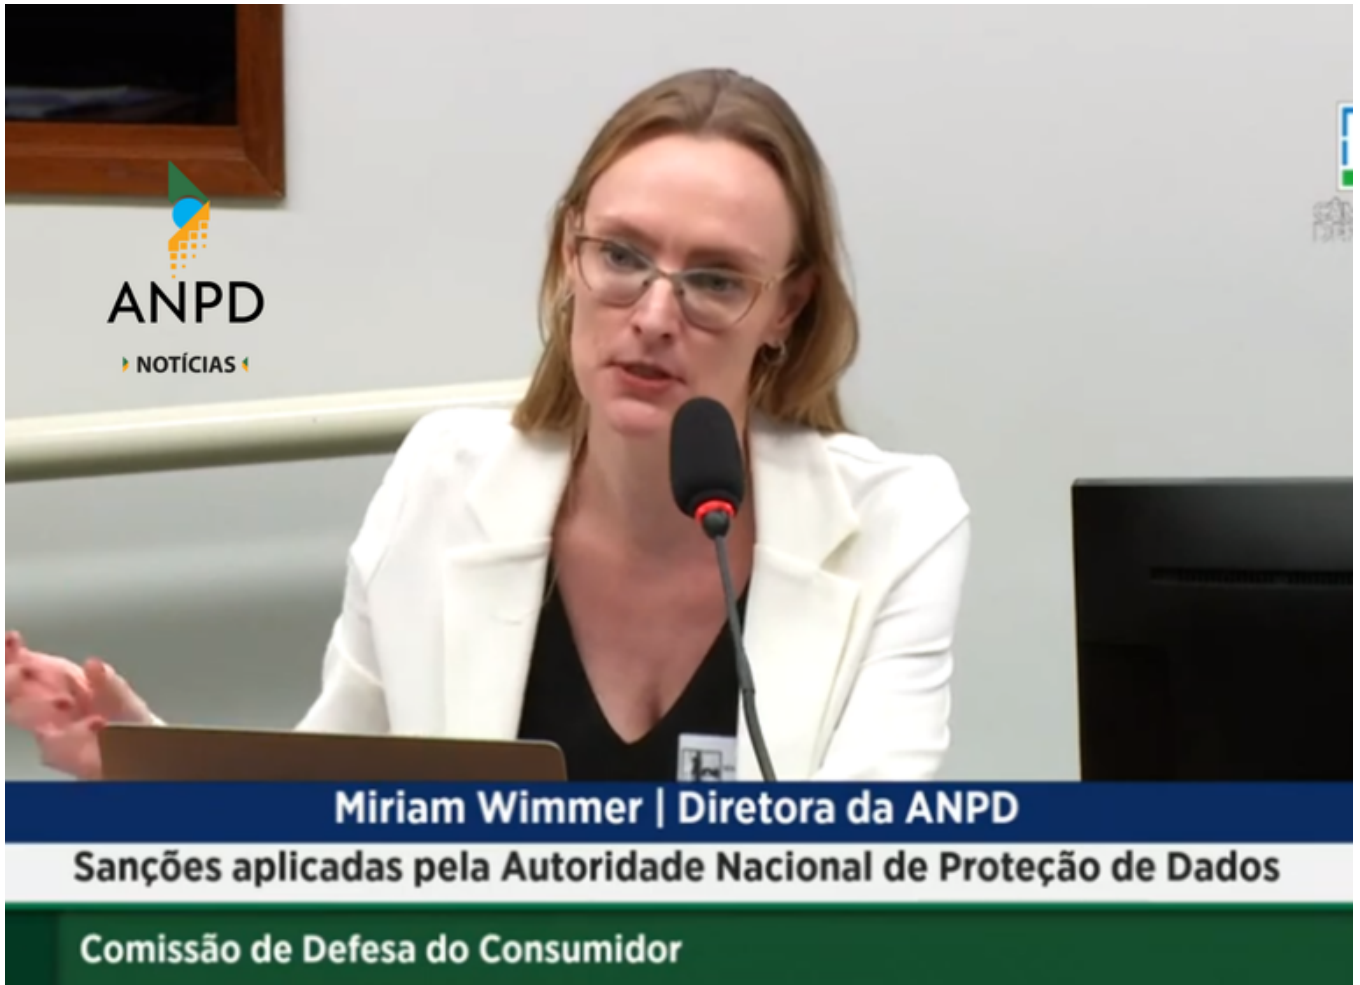 ANPD
NOTÍCIAS
Miriam Wimmer | Diretora da ANPD
Sanções aplicadas pela Autoridade Nacional de Proteção de Dados
Comissão de Defesa do Consumidor